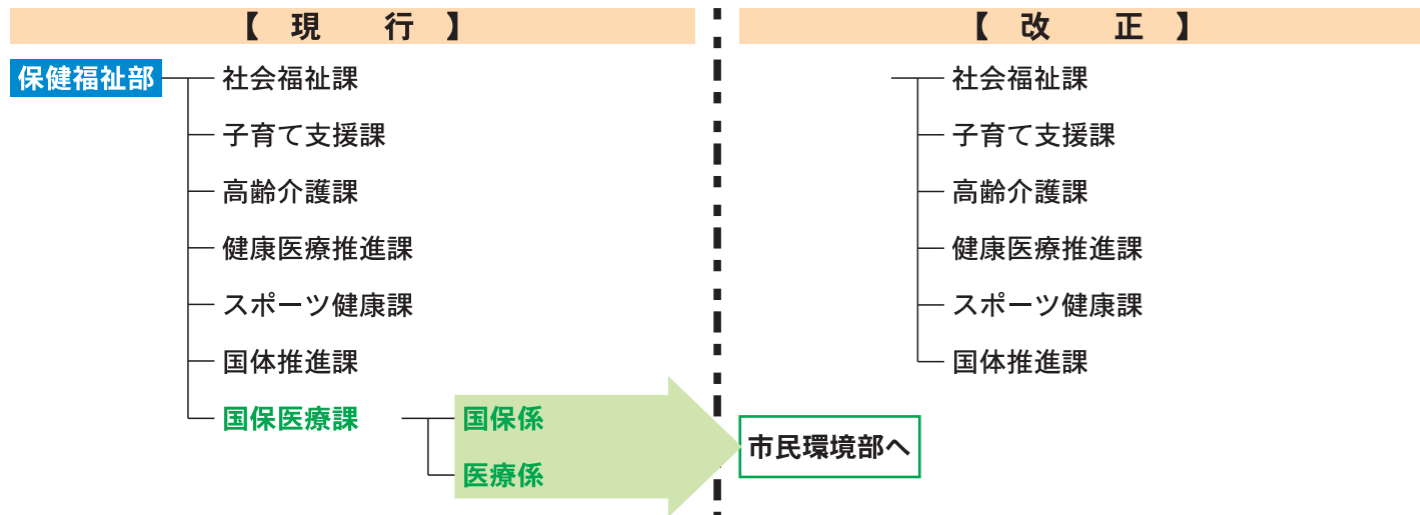 【 現 行 】
保健福祉部
社会福祉課
子育て支援課
高齢介護課
健康医療推進課
スポーツ健康課
国体推進課
国保医療課
国保係
医療係
【 改 正 】
社会福祉課
子育て支援課
高齢介護課
健康医療推進課
スポーツ健康課
国体推進課
市民環境部へ